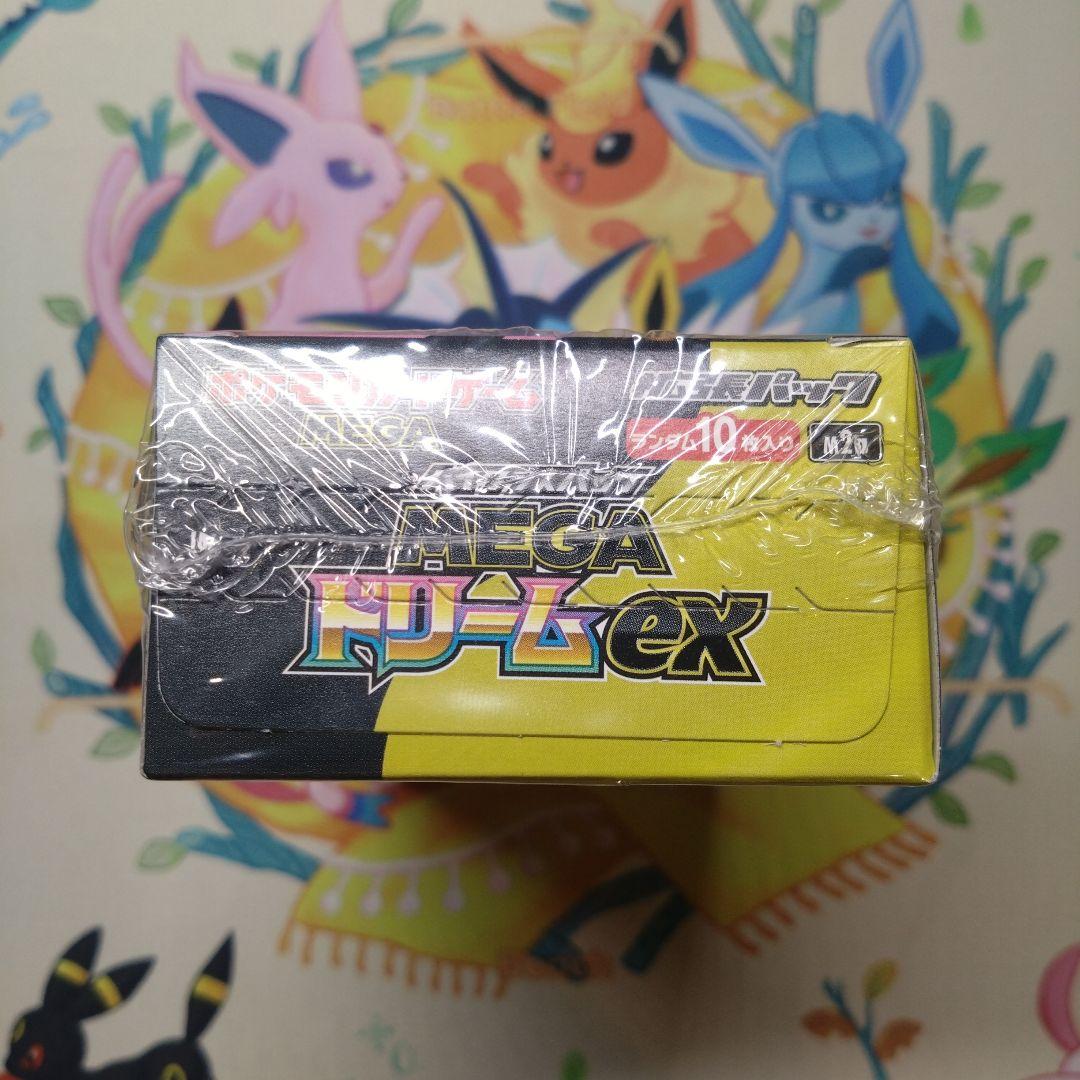 ポケモンカードゲーム
MEGA
拡張パック
ランダム10枚入り
M2a
ハイクラスパック
MEGA
ドリームex